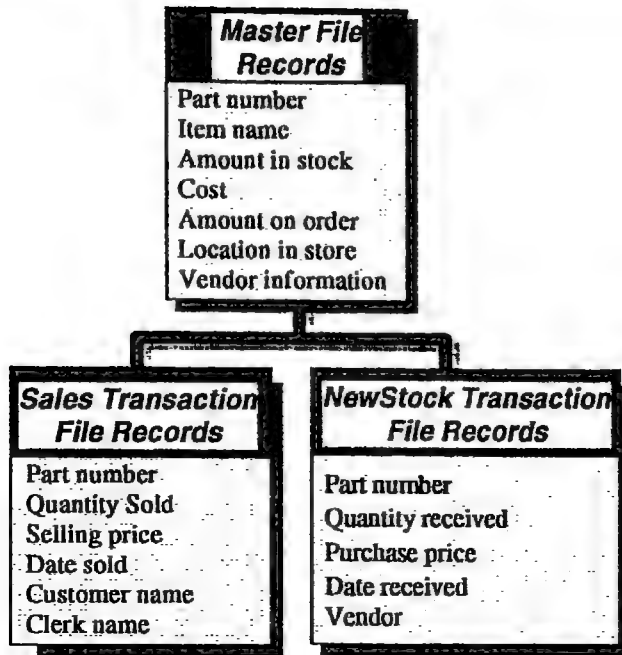 Master File
Records
Part number
Item name
Amount in stock
Cost
Amount on order
Location in store
Vendor information
Sales Transaction
File Records
Part number
Quantity Sold
Selling price
Date sold
Customer name
Clerk name
NewStock Transaction
File Records
Part number
Quantity received
Purchase price
Date received
Vendor